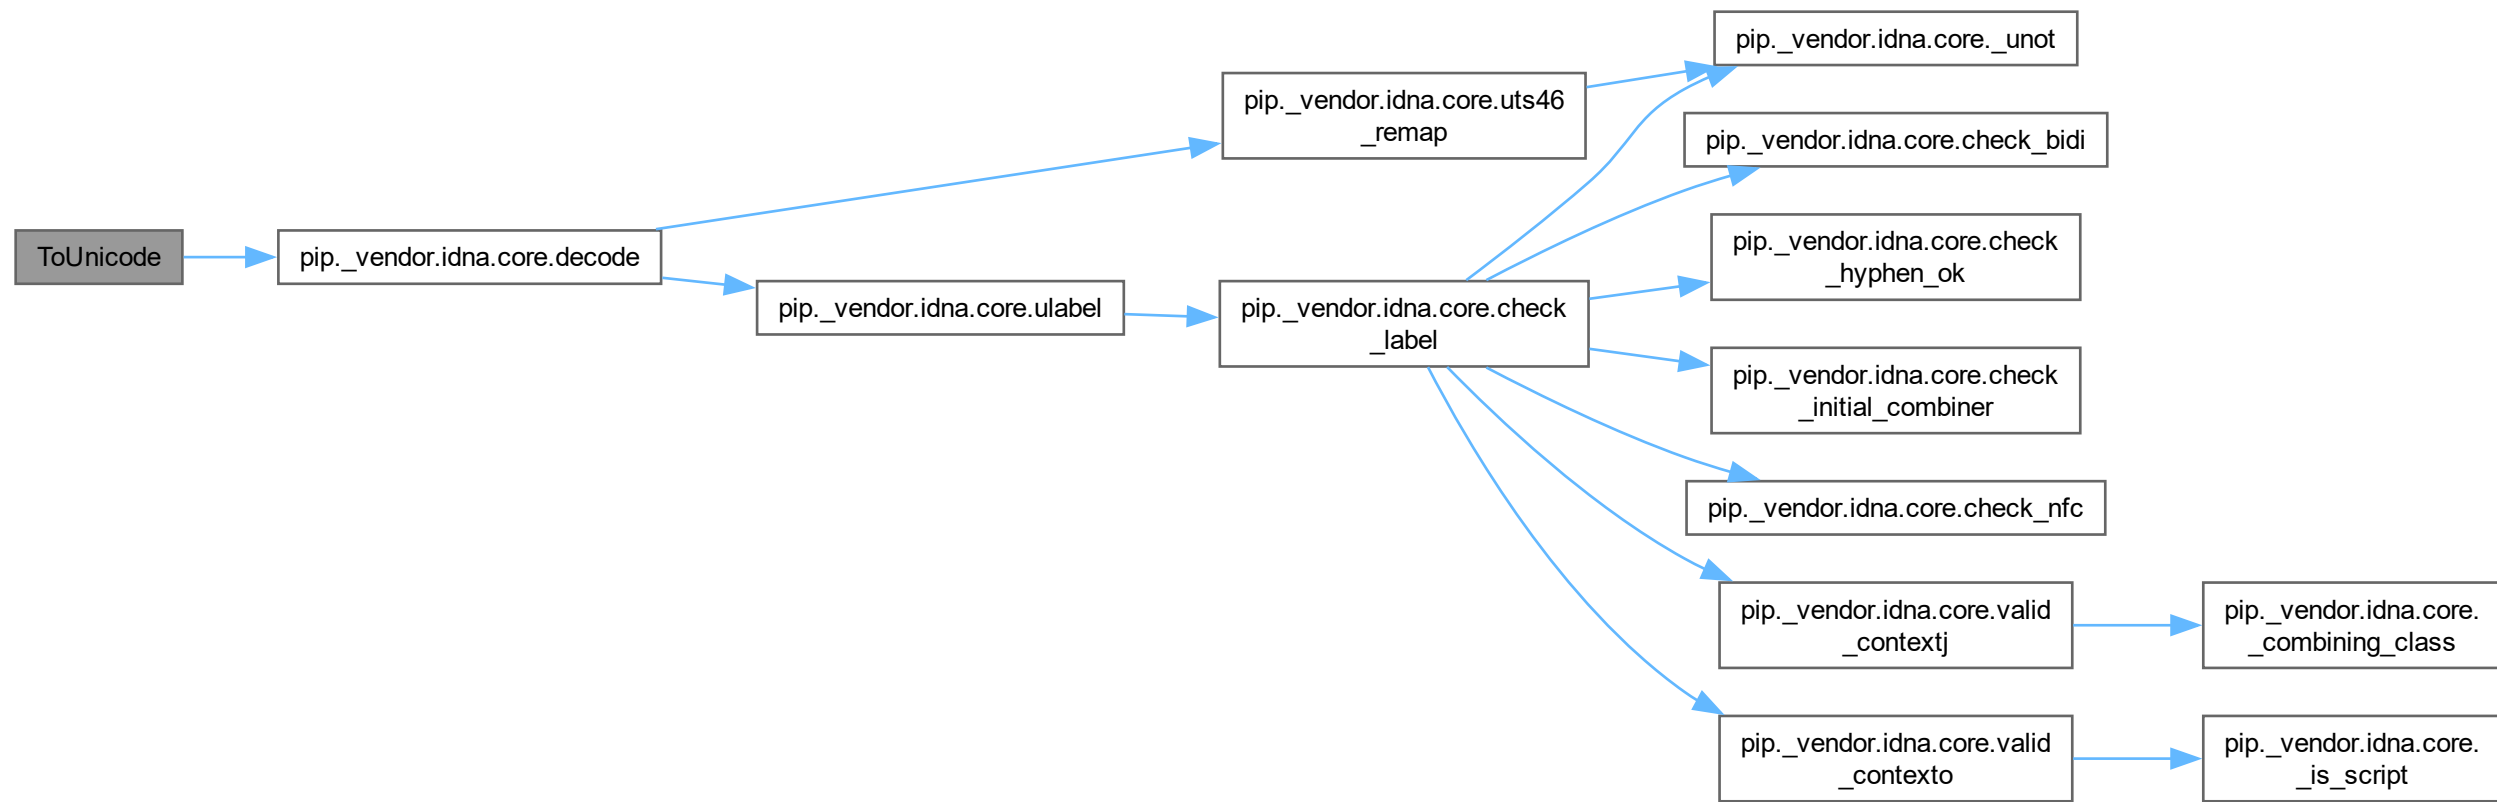 ToUnicode
pip._vendor.idna.core.decode
pip._vendor.idna.core.uts46
_remap
pip._vendor.idna.core.ulabel
pip._vendor.idna.core.check
_label
pip._vendor.idna.core._unot
pip._vendor.idna.core.check_bidi
pip._vendor.idna.core.check
_hyphen_ok
pip._vendor.idna.core.check
_initial_combiner
pip._vendor.idna.core.check_nfc
pip._vendor.idna.core.valid
_contextj
pip._vendor.idna.core.valid
_contexto
pip._vendor.idna.core.
_combining_class
pip._vendor.idna.core.
_is_script